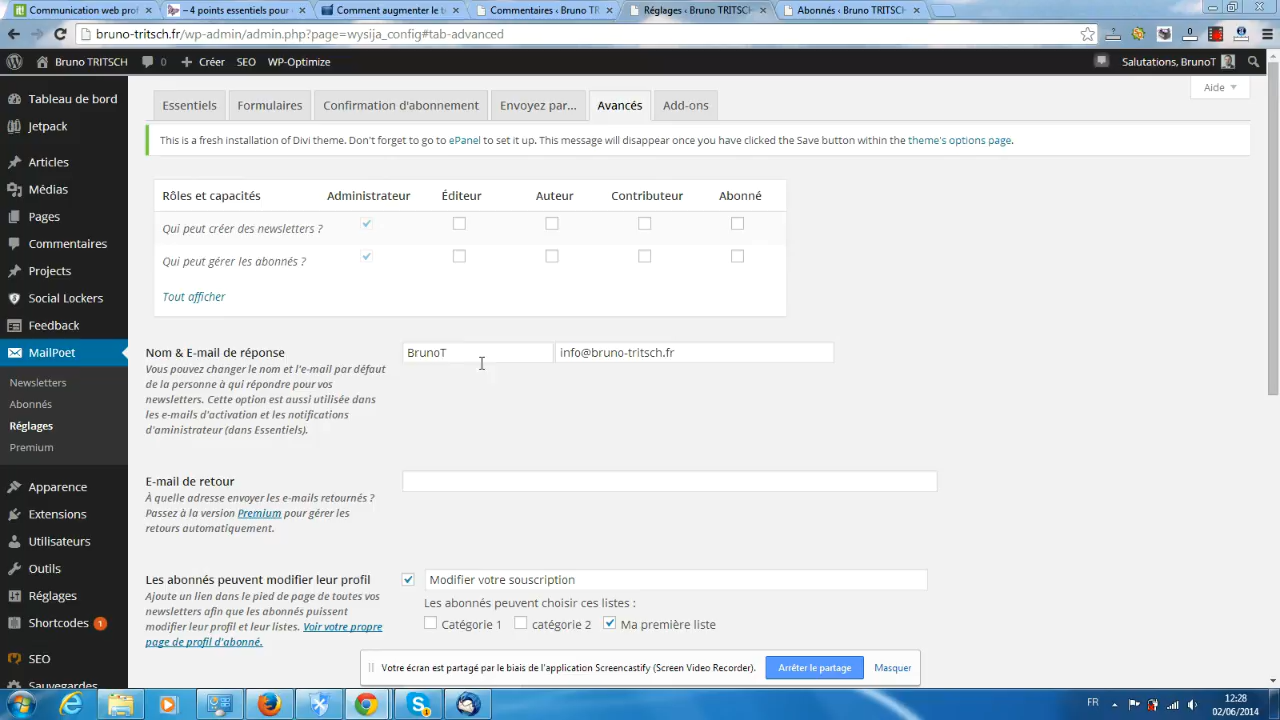 Communication web prof
– 4 points essentiels pour
Comment augmenter le t
Commentaires ‹ Bruno TR
Réglages ‹ Bruno TRITSCH
Abonnés ‹ Bruno TRITSCH
bruno-tritsch.fr/wp-admin/admin.php?page=wysija_config#tab-advanced
Bruno TRITSCH 0 Créer SEO WP-Optimize Salutations, BrunoT
Tableau de bord
Jetpack
Articles
Médias
Pages
Commentaires
Projects
Social Lockers
Feedback
MailPoet
Newsletters
Abonnés
Réglages
Premium
Apparence
Extensions
Utilisateurs
Outils
Réglages
Shortcodes 1
SEO
Sauvegardes
Aide
Essentiels Formulaires Confirmation d'abonnement Envoyez par... Avancés Add-ons
This is a fresh installation of Divi theme. Don't forget to go to ePanel to set it up. This message will disappear once you have clicked the Save button within the theme's options page.
Rôles et capacités Administrateur Éditeur Auteur Contributeur Abonné
Qui peut créer des newsletters ?
Qui peut gérer les abonnés ?
Tout afficher
Nom & E-mail de réponse
BrunoT info@bruno-tritsch.fr
Vous pouvez changer le nom et l'e-mail par défaut
de la personne à qui répondre pour vos
newsletters. Cette option est aussi utilisée dans
les e-mails d'activation et les notifications
d'aministrateur (dans Essentiels).
E-mail de retour
À quelle adresse envoyer les e-mails retournés ?
Passez à la version Premium pour gérer les
retours automatiquement.
Les abonnés peuvent modifier leur profil
Modifier votre souscription
Ajoute un lien dans le pied de page de toutes vos
newsletters afin que les abonnés puissent
modifier leur profil et leur listes. Voir votre propre
page de profil d'abonné.
Les abonnés peuvent choisir ces listes :
Catégorie 1 catégorie 2 Ma première liste
Votre écran est partagé par le biais de l'application Screencastify (Screen Video Recorder). Arrêter le partage Masquer
FR
12:28
02/06/2014